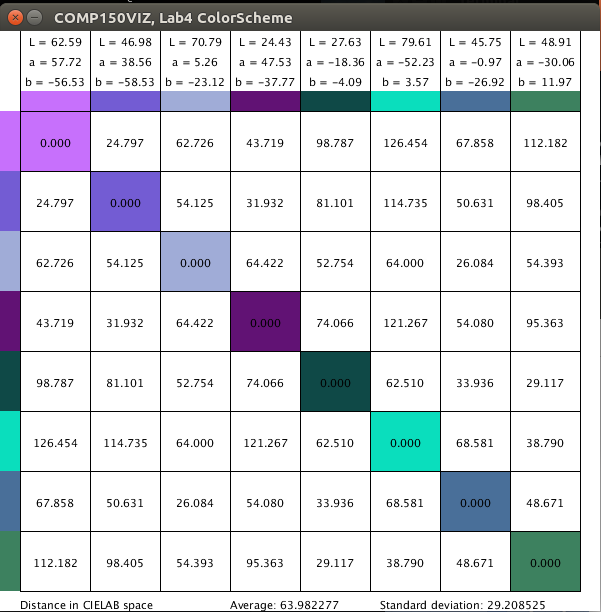 COMP150VIZ, Lab4 ColorScheme
L = 62.59 L = 46.98 L = 70.79 L = 24.43 L = 27.63 L = 79.61 L = 45.75 L = 48.91
a = 57.72 a = 38.56 a = 5.26 a = 47.53 a = -18.36 a = -52.23 a = -0.97 a = -30.06
b = -56.53 b = -58.53 b = -23.12 b = -37.77 b = -4.09 b = 3.57 b = -26.92 b = 11.97
0.000 24.797 62.726 43.719 98.787 126.454 67.858 112.182
24.797 0.000 54.125 31.932 81.101 114.735 50.631 98.405
62.726 54.125 0.000 64.422 52.754 64.000 26.084 54.393
43.719 31.932 64.422 0.000 74.066 121.267 54.080 95.363
98.787 81.101 52.754 74.066 0.000 62.510 33.936 29.117
126.454 114.735 64.000 121.267 62.510 0.000 68.581 38.790
67.858 50.631 26.084 54.080 33.936 68.581 0.000 48.671
112.182 98.405 54.393 95.363 29.117 38.790 48.671 0.000
Distance in CIELAB space Average: 63.982277 Standard deviation: 29.208525